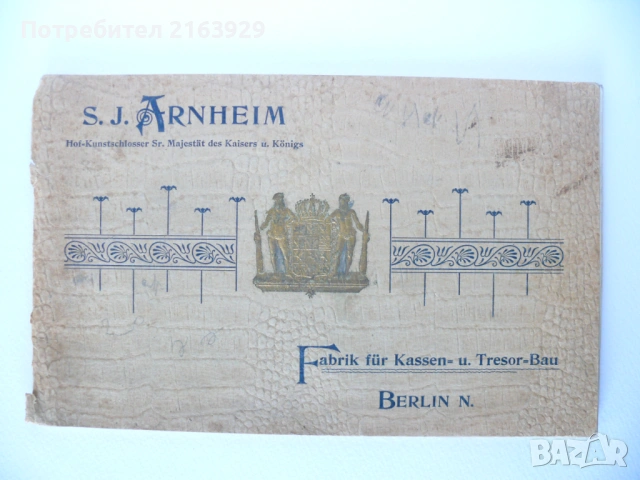 Потребител 2163929
S. J. ARNHEIM
Hof-Kunstschlosser Sr. Majestät des Kaisers u. Königs
Fabrik für Kassen- u. Tresor-Bau
BERLIN N.
BAZAR